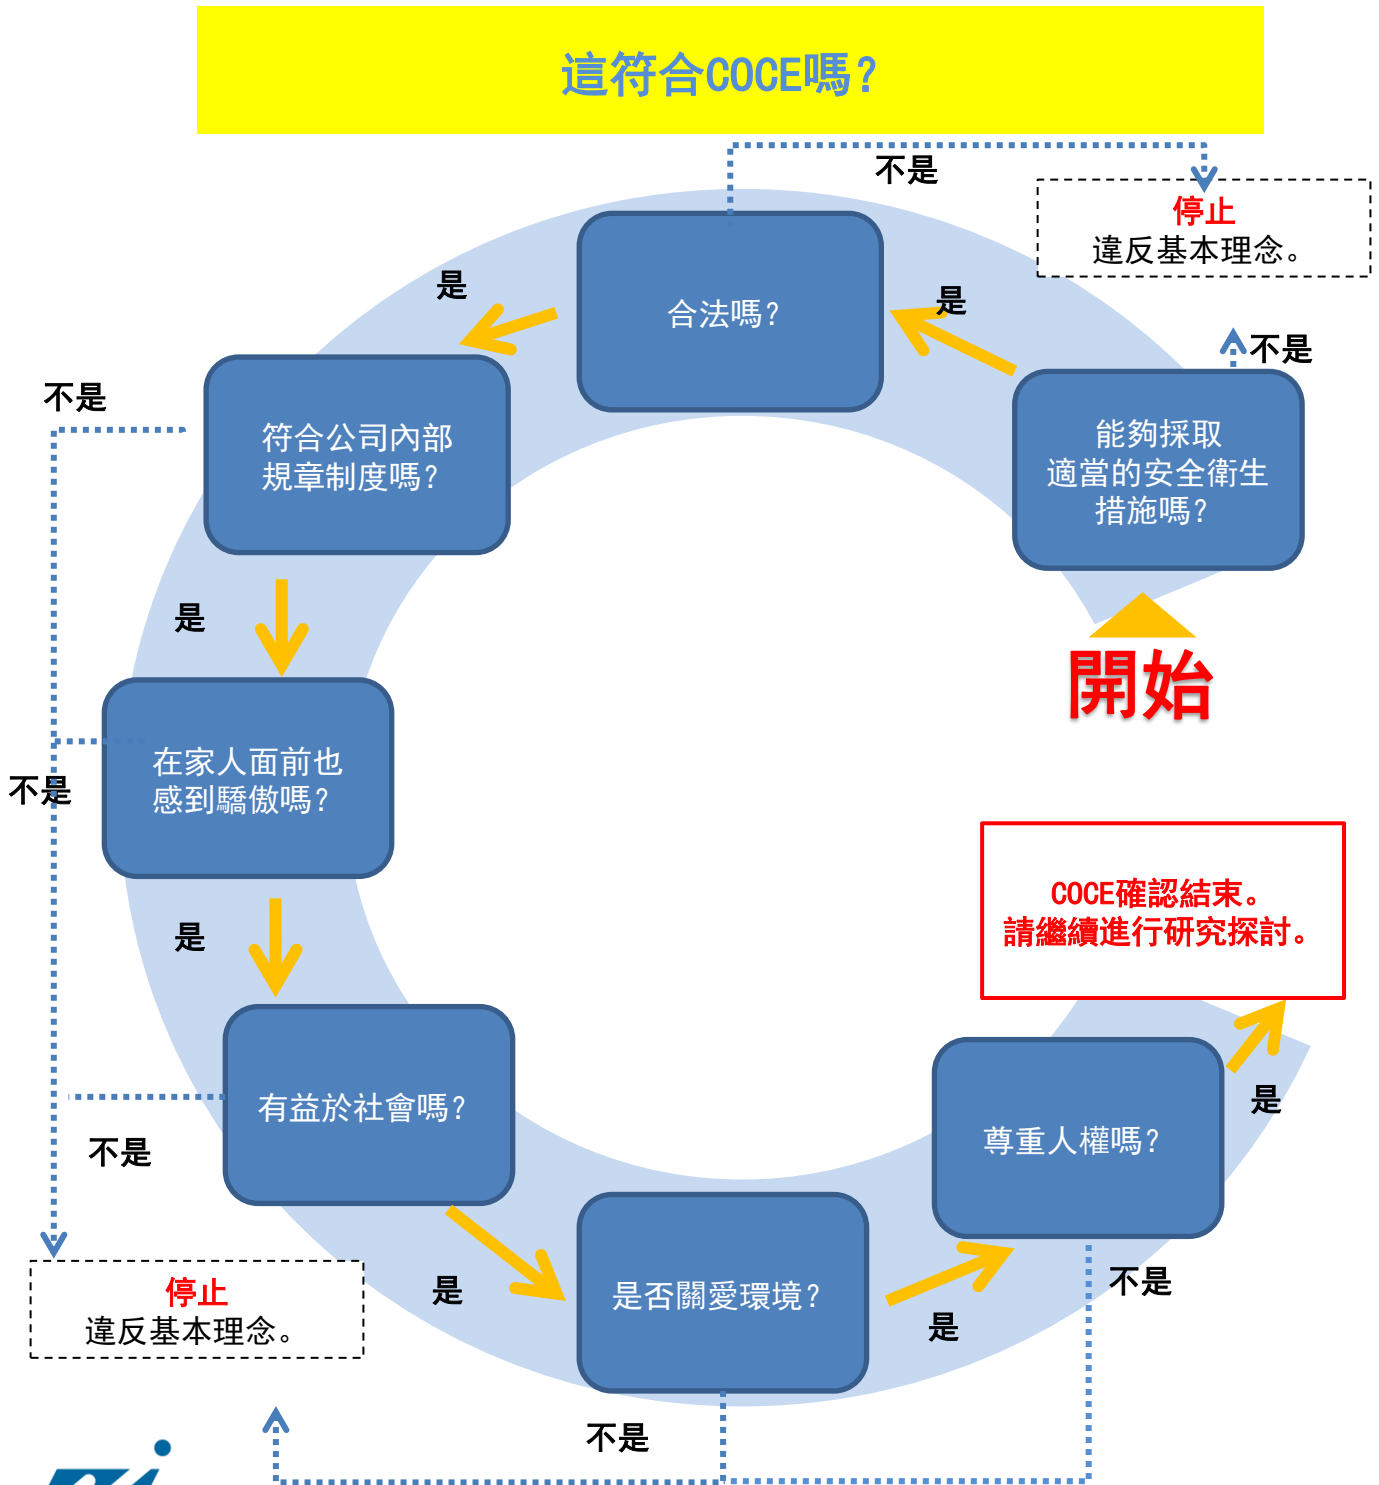 這符合COCE嗎?
不是
停止
違反基本理念。
是
合法嗎?
是
不是
能夠採取
適當的安全衛生
措施嗎?
開始
符合公司內部
規章制度嗎?
不是
是
在家人面前也
感到驕傲嗎?
不是
是
有益於社會嗎?
不是
停止
違反基本理念。
是
是否關愛環境?
不是
是
尊重人權嗎?
不是
是
COCE確認結束。
請繼續進行研究探討。